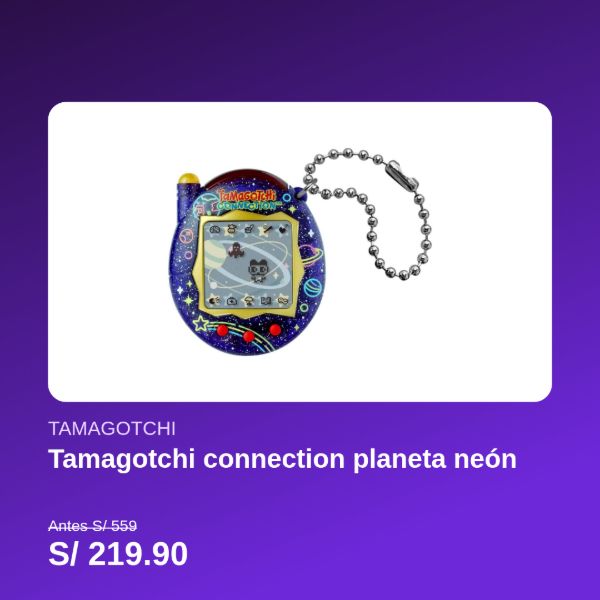 TamaGoTCHi
CONNECTION
TAMAGOTCHI
Tamagotchi connection planeta neón
Antes S/ 559
S/ 219.90